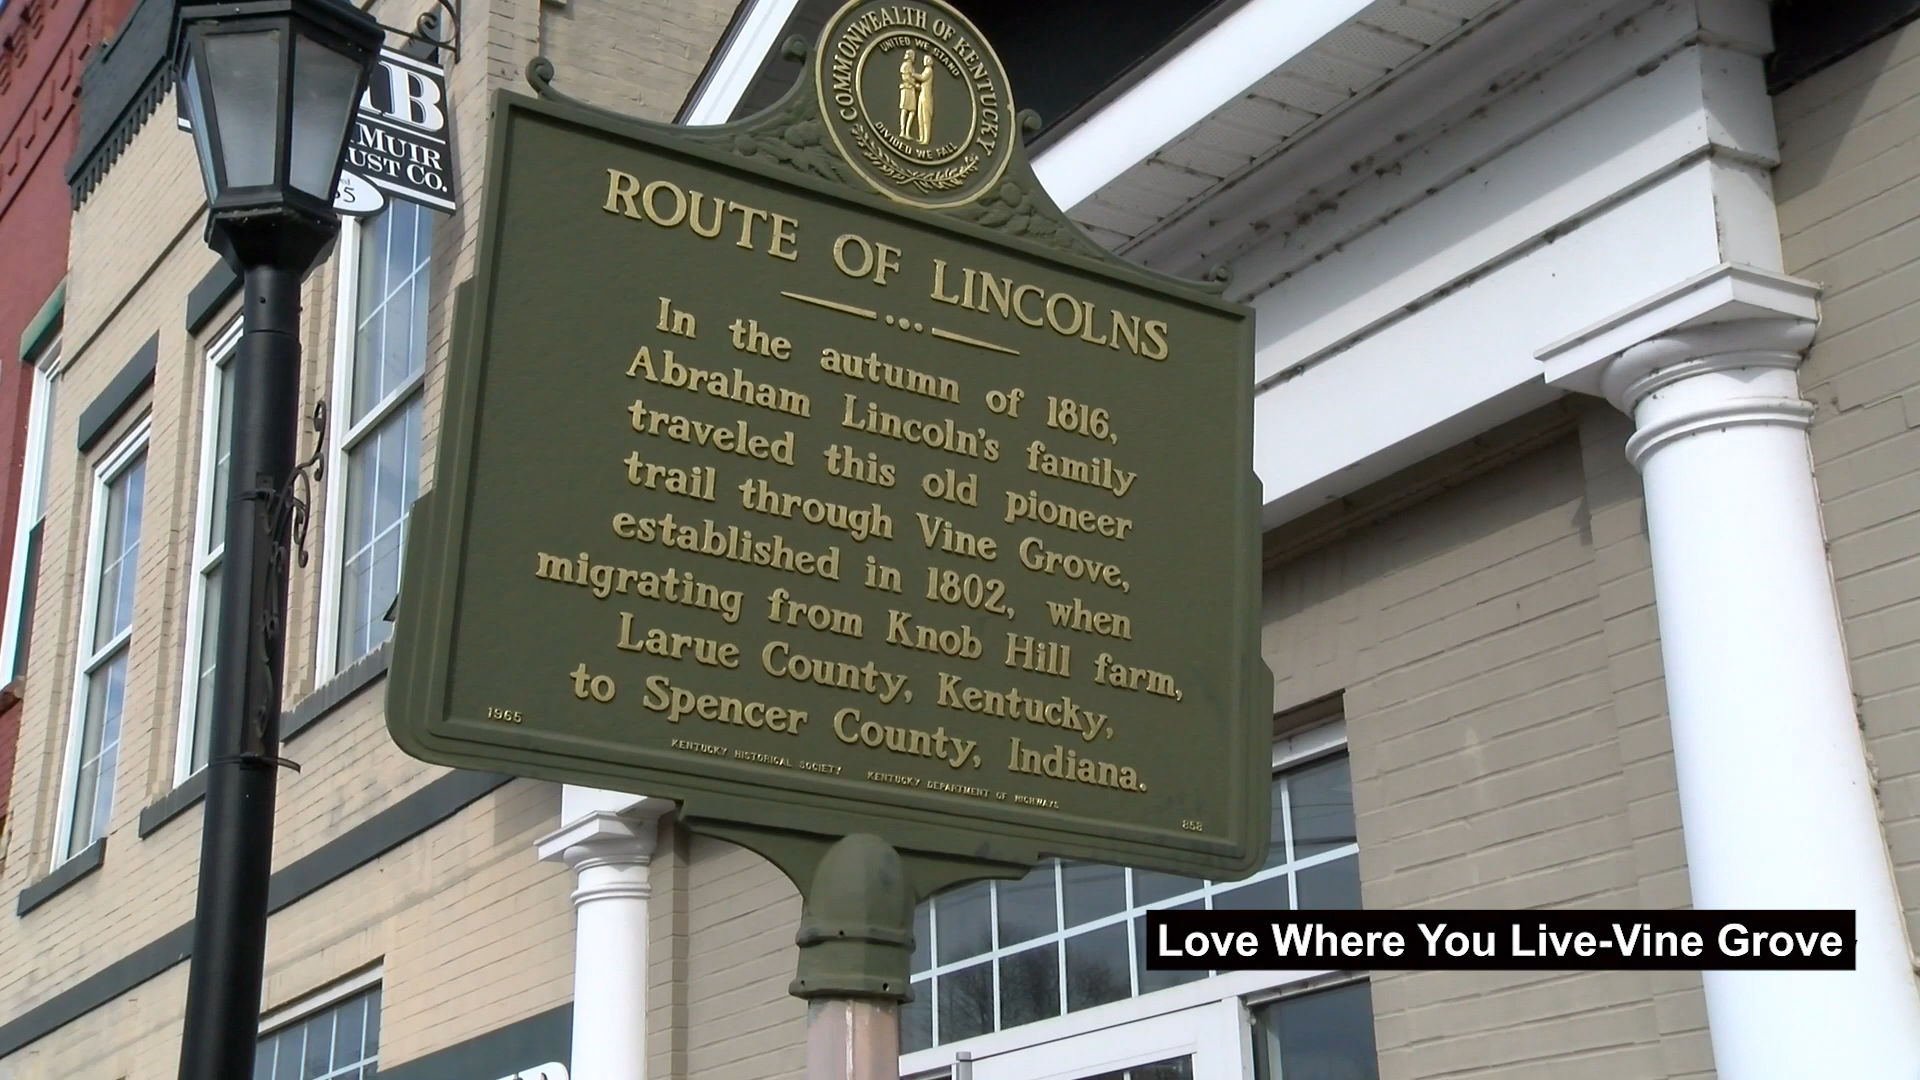 COMMONWEALTH OF KENTUCKY
UNITED WE STAND
DIVIDED WE FALL
ROUTE OF LINCOLNS
In the autumn of 1816,
Abraham Lincoln's family
traveled this old pioneer
trail through Vine Grove,
established in 1802, when
migrating from Knob Hill farm,
Larue County, Kentucky,
to Spencer County, Indiana.
1965
KENTUCKY HISTORICAL SOCIETY KENTUCKY DEPARTMENT OF HIGHWAYS
858
MUIR
CO.
Love Where You Live-Vine Grove